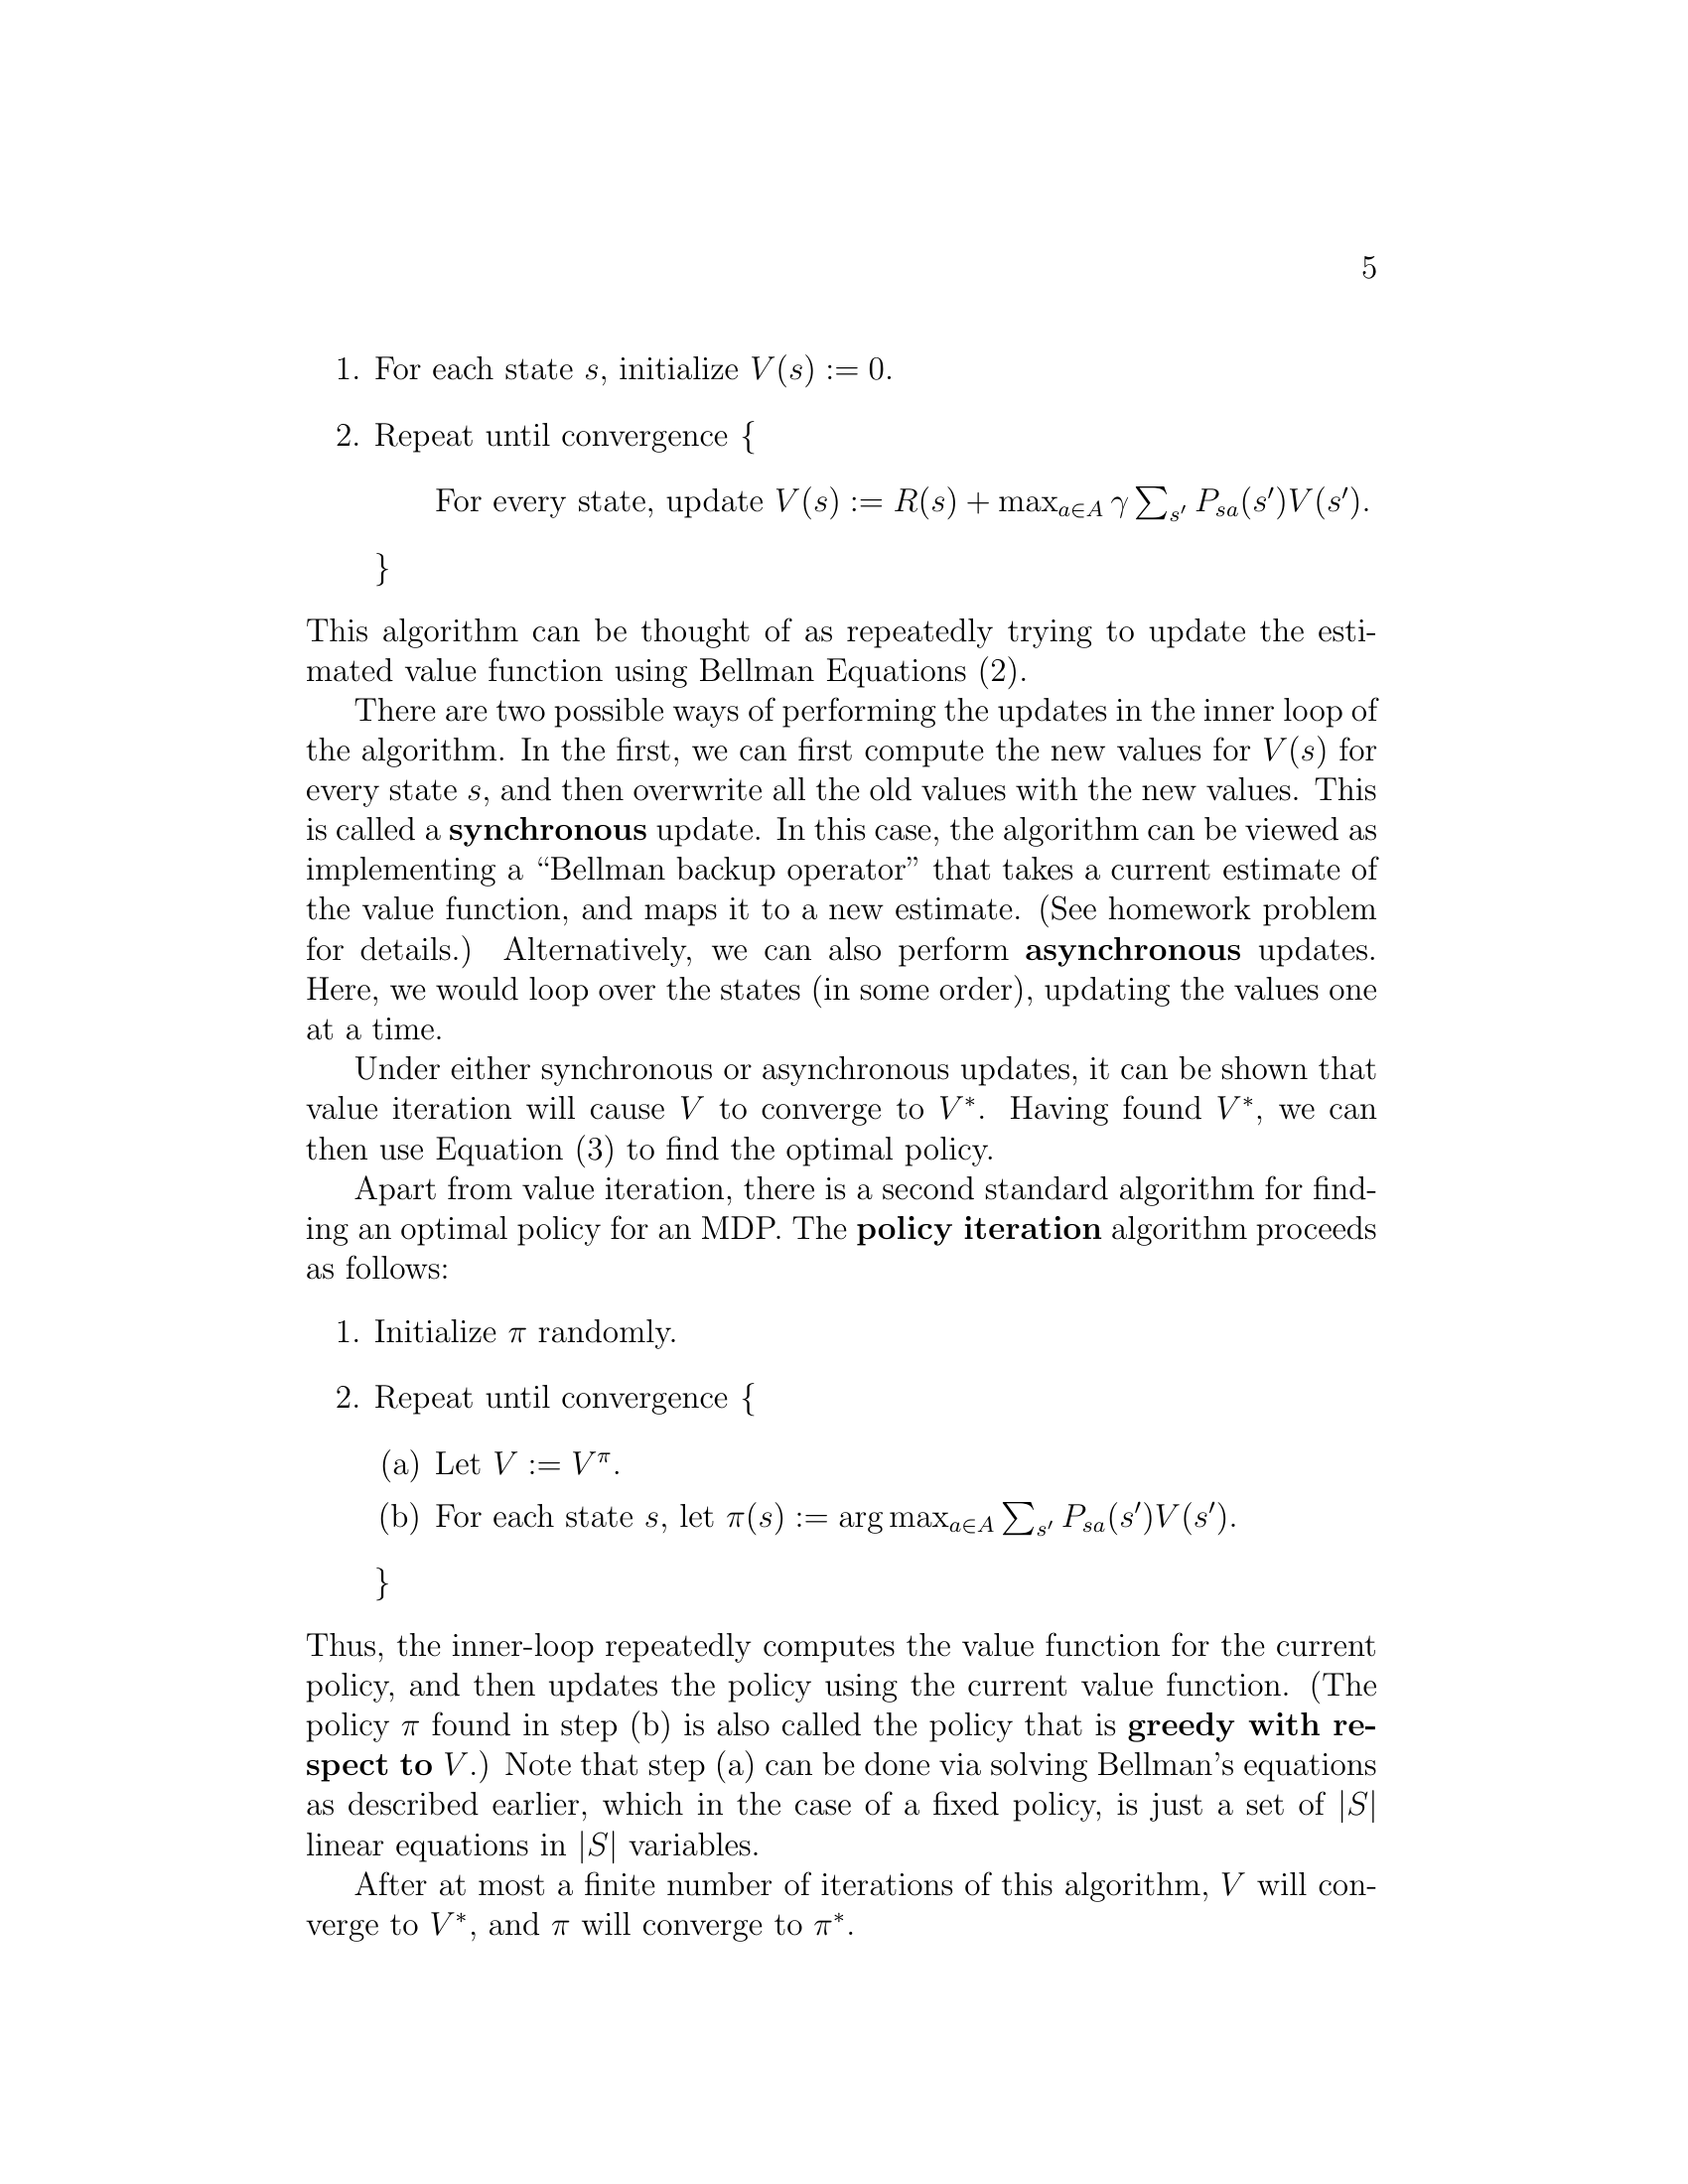 5
1. For each state s, initialize V(s) := 0.
2. Repeat until convergence {
For every state, update V(s) := R(s) + max_{a∈A} γ ∑_{s′} P_{sa}(s′)V(s′).
}
This algorithm can be thought of as repeatedly trying to update the esti-
mated value function using Bellman Equations (2).
There are two possible ways of performing the updates in the inner loop of
the algorithm. In the first, we can first compute the new values for V(s) for
every state s, and then overwrite all the old values with the new values. This
is called a synchronous update. In this case, the algorithm can be viewed as
implementing a “Bellman backup operator” that takes a current estimate of
the value function, and maps it to a new estimate. (See homework problem
for details.) Alternatively, we can also perform asynchronous updates.
Here, we would loop over the states (in some order), updating the values one
at a time.
Under either synchronous or asynchronous updates, it can be shown that
value iteration will cause V to converge to V*. Having found V*, we can
then use Equation (3) to find the optimal policy.
Apart from value iteration, there is a second standard algorithm for find-
ing an optimal policy for an MDP. The policy iteration algorithm proceeds
as follows:
1. Initialize π randomly.
2. Repeat until convergence {
(a) Let V := V^π.
(b) For each state s, let π(s) := arg max_{a∈A} ∑_{s′} P_{sa}(s′)V(s′).
}
Thus, the inner-loop repeatedly computes the value function for the current
policy, and then updates the policy using the current value function. (The
policy π found in step (b) is also called the policy that is greedy with re-
spect to V.) Note that step (a) can be done via solving Bellman’s equations
as described earlier, which in the case of a fixed policy, is just a set of |S|
linear equations in |S| variables.
After at most a finite number of iterations of this algorithm, V will con-
verge to V*, and π will converge to π*.